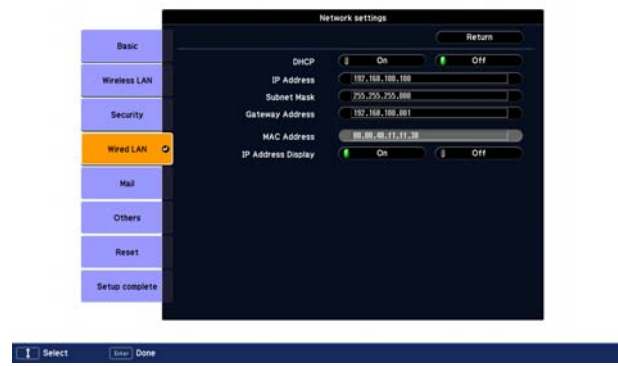 Network settings
Return
Basic
Wireless LAN
Security
Wired LAN
Mail
Others
Reset
Setup complete
DHCP On Off
IP Address 192.168.100.100
Subnet Mask 255.255.255.000
Gateway Address 192.168.100.001
MAC Address
IP Address Display On Off
Select Enter Done